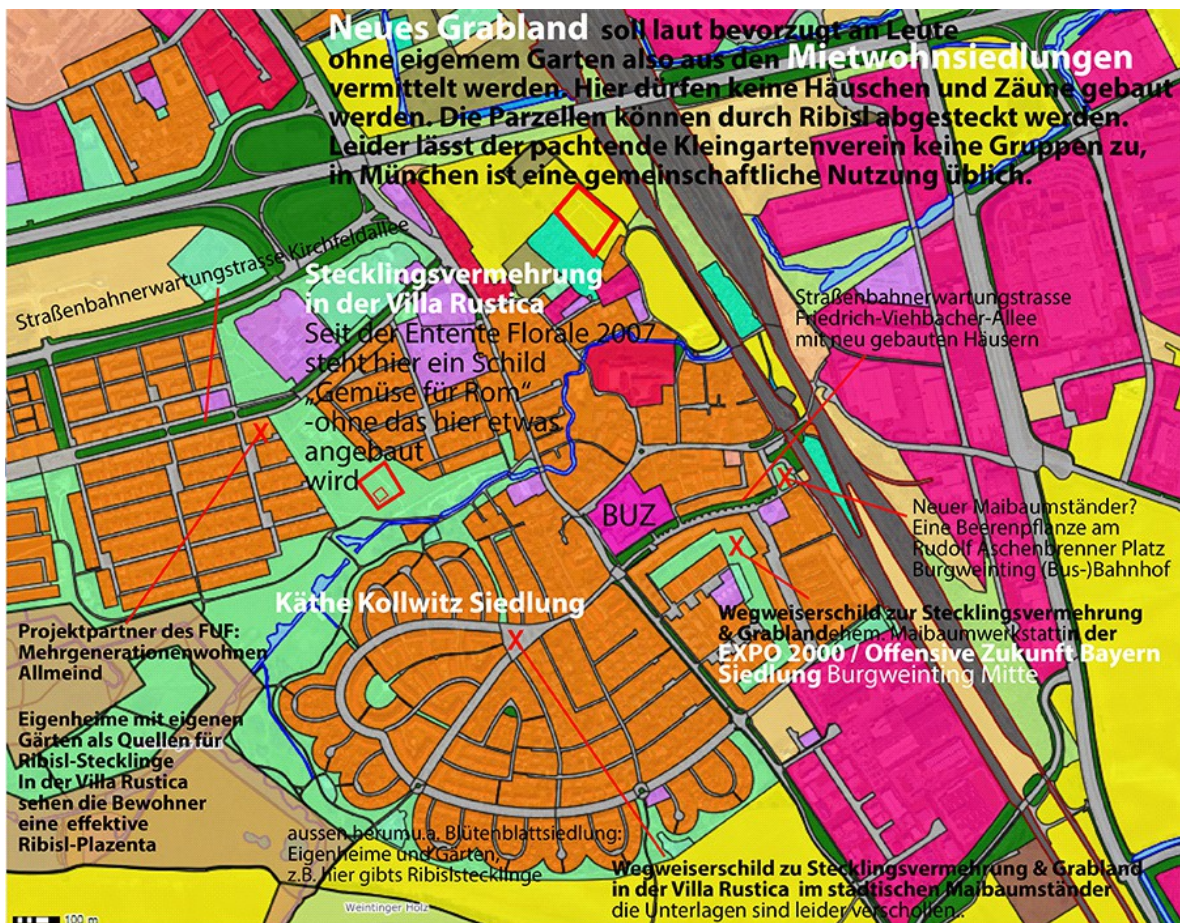 Neues Grabland soll laut bevorzugt an Leute
ohne eigemem Garten also aus den Mietwohnsiedlungen
vermittelt werden. Hier dürfen keine Häuschen und Zäune gebaut
werden. Die Parzellen können durch Ribisl abgesteckt werden.
Leider lässt der pachtende Kleingartenverein keine Gruppen zu,
in München ist eine gemeinschaftliche Nutzung üblich.
Straßenbahnerwartungstrasse Kirchfeldallee
Stecklingsvermehrung
in der Villa Rustica
Seit der Entente Florale 2007
steht hier ein Schild
„Gemüse für Rom“
-ohne das hier etwas
angebaut
wird
Straßenbahnerwartungstrasse
Friedrich-Viehbacher-Allee
mit neu gebauten Häusern
BUZ
Neuer Maibaumständer?
Eine Beerenpflanze am
Rudolf Aschenbrenner Platz
Burgweinting (Bus-)Bahnhof
Käthe Kollwitz Siedlung
Wegweiserschild zur Stecklingsvermehrung
& Grablandehem. Maibaumwerkstattin der
EXPO 2000 / Offensive Zukunft Bayern
Siedlung Burgweinting Mitte
Projektpartner des FUF:
Mehrgenerationenwohnen
Allmeind
Eigenheime mit eigenen
Gärten als Quellen für
Ribisl-Stecklinge
In der Villa Rustica
sehen die Bewohner
eine effektive
Ribisl-Plazenta
aussen herumu.a. Blütenblattsiedlung:
Eigenheime und Gärten,
z.B. hier gibts Ribislstecklinge
Wegweiserschild zu Stecklingsvermehrung & Grabland
in der Villa Rustica im städtischen Maibaumständer
die Unterlagen sind leider verschollen..
Weintinger Holz
100 m